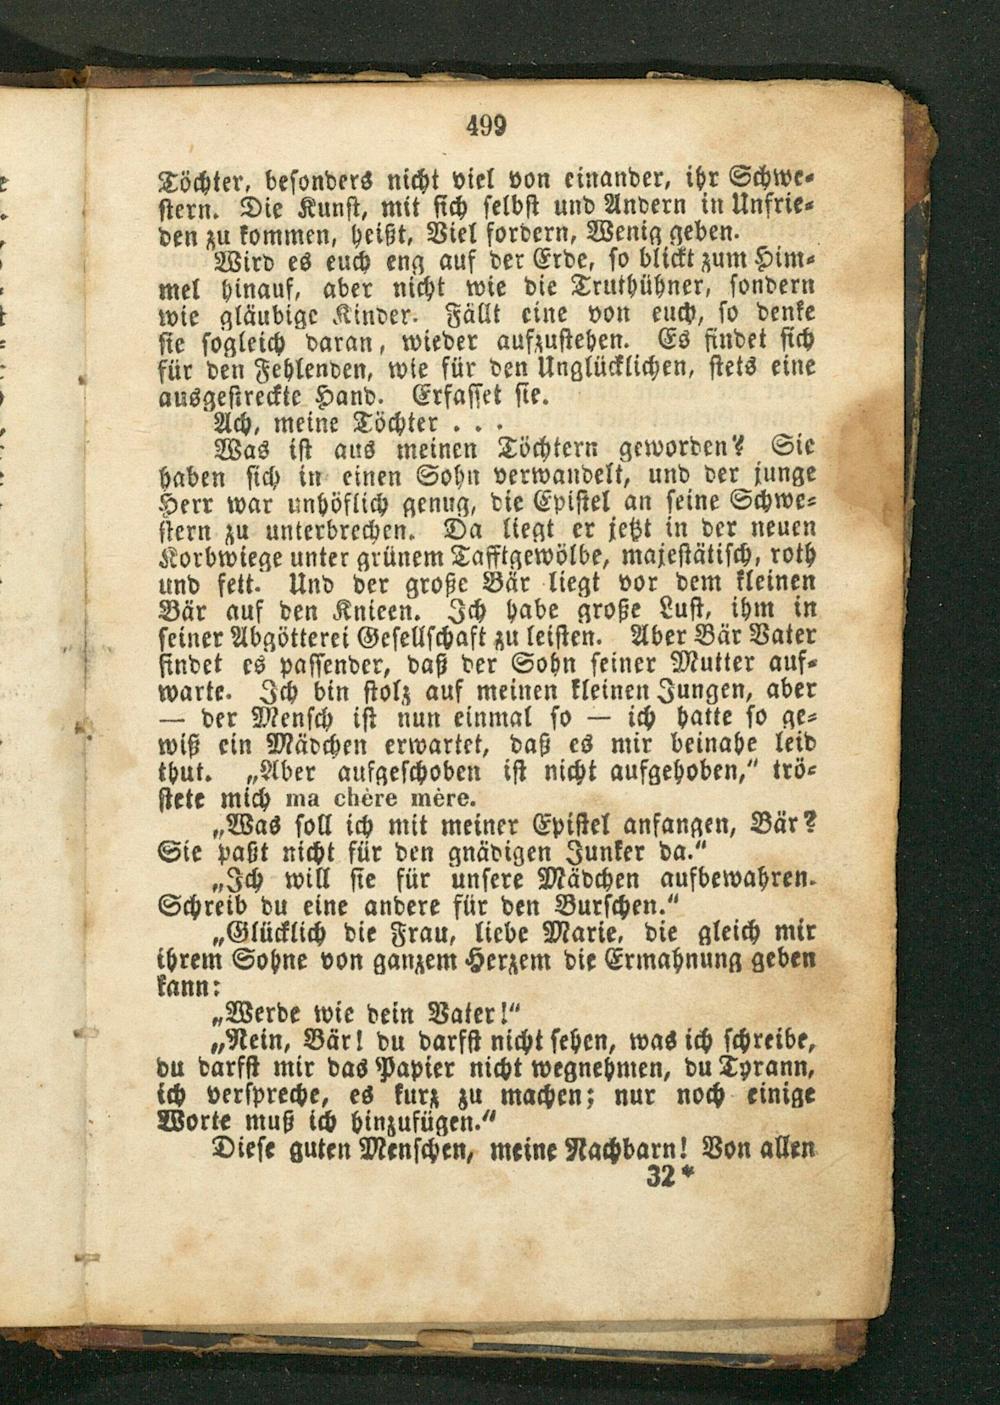 499
Töchter, besonders nicht viel von einander, ihr Schwe-
stern. Die Kunst, mit sich selbst und Andern in Unfrie-
den zu kommen, heißt, Viel fordern, Wenig geben.
Wird es euch eng auf der Erde, so blickt zum Him-
mel hinauf, aber nicht wie die Truthühner, sondern
wie gläubige Kinder. Fällt eine von euch, so denke
sie sogleich daran, wieder aufzustehen. Es findet sich
für den Fehlenden, wie für den Unglücklichen, stets eine
ausgestreckte Hand. Erfasset sie.
Ach, meine Töchter . . .
Was ist aus meinen Töchtern geworden? Sie
haben sich in einen Sohn verwandelt, und der junge
Herr war unhöflich genug, die Epistel an seine Schwe-
stern zu unterbrechen. Da liegt er jetzt in der neuen
Korbwiege unter grünem Tafftgewölbe, majestätisch, roth
und fett. Und der große Bär liegt vor dem kleinen
Bär auf den Knieen. Ich habe große Lust, ihm in
seiner Abgötterei Gesellschaft zu leisten. Aber Bär Vater
findet es passender, daß der Sohn seiner Mutter auf-
warte. Ich bin stolz auf meinen kleinen Jungen, aber
— der Mensch ist nun einmal so — ich hatte so ge-
wiß ein Mädchen erwartet, daß es mir beinahe leid
thut. „Aber aufgeschoben ist nicht aufgehoben,“ trö-
stete mich ma chère mère.
„Was soll ich mit meiner Epistel anfangen, Bär?
Sie paßt nicht für den gnädigen Junker da.“
„Ich will sie für unsere Mädchen aufbewahren.
Schreib du eine andere für den Burschen.“
„Glücklich die Frau, liebe Marie, die gleich mir
ihrem Sohne von ganzem Herzem die Ermahnung geben
kann:
„Werde wie dein Vater!“
„Nein, Bär! du darfst nicht sehen, was ich schreibe,
du darfst mir das Papier nicht wegnehmen, du Tyrann,
ich verspreche, es kurz zu machen; nur noch einige
Worte muß ich hinzufügen.“
Diese guten Menschen, meine Nachbarn! Von allen
32*